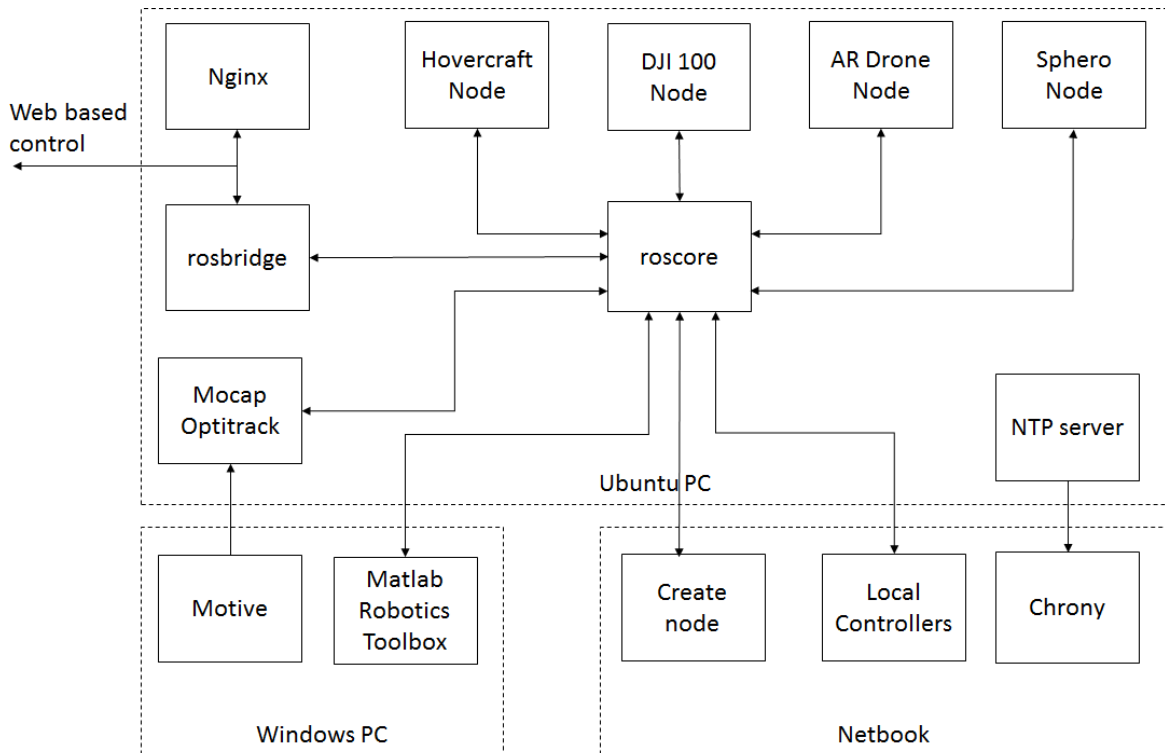 Nginx
Hovercraft
Node
DJI 100
Node
AR Drone
Node
Sphero
Node
Web based
control
rosbridge
roscore
Mocap
Optitrack
NTP server
Ubuntu PC
Motive
Matlab
Robotics
Toolbox
Create
node
Local
Controllers
Chrony
Windows PC
Netbook